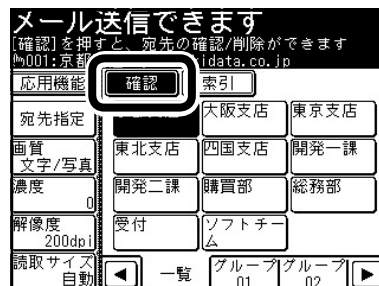 メール送信できます
[確認]を押すと、宛先の確認/削除ができます
001:京都 idata.co.jp
応用機能 確認 索引
宛先指定 大阪支店 東京支店
画質 文字/写真 東北支店 四国支店 開発一課
濃度 0 開発二課 購買部 総務部
解像度 200dpi 受付 ソフトチーム
読取サイズ 自動 ◀ 一覧 グループ 01 グループ 02 ▶